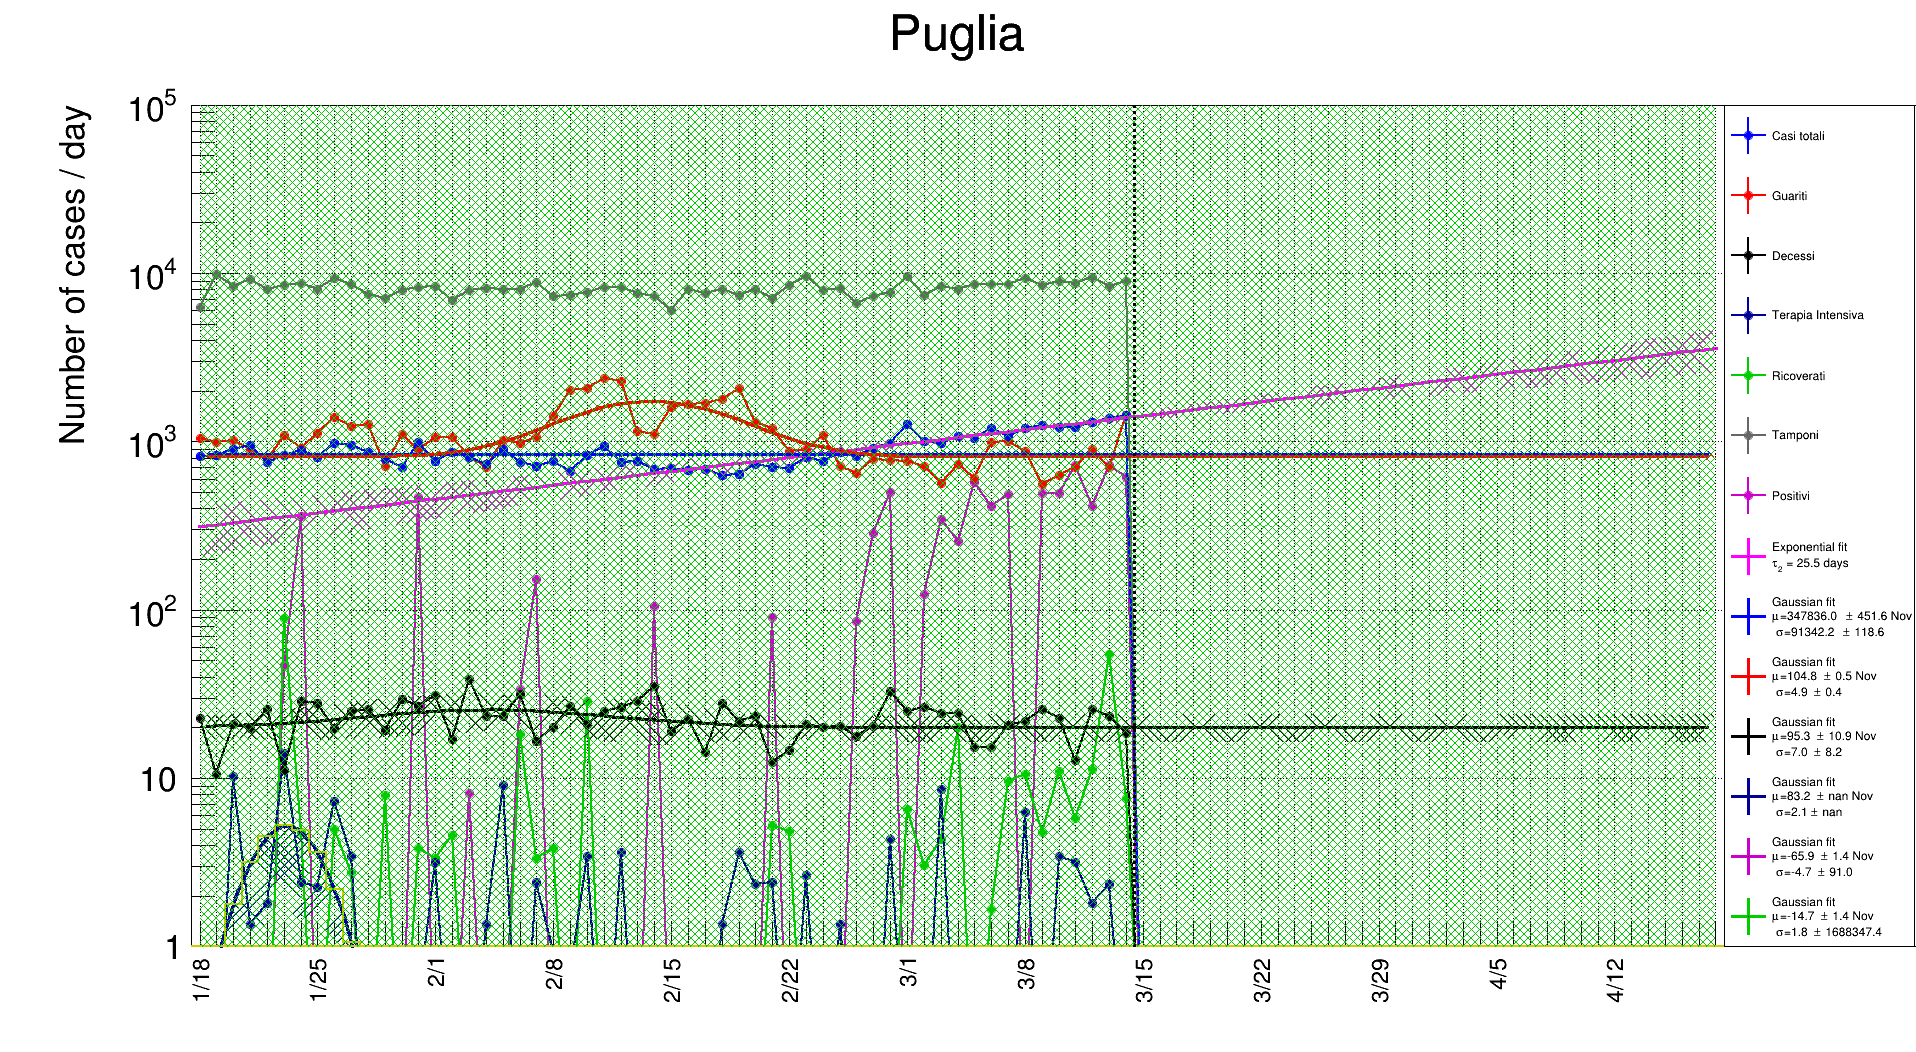 Puglia
Number of cases / day
10^5
10^4
10^3
10^2
10
1
1/18
1/25
2/1
2/8
2/15
2/22
3/1
3/8
3/15
3/22
3/29
4/5
4/12
Casi totali
Guariti
Decessi
Terapia Intensiva
Ricoverati
Tamponi
Positivi
Exponential fit
τ_2 = 25.5 days
Gaussian fit
μ=347836.0 ± 451.6 Nov
σ=91342.2 ± 118.6
Gaussian fit
μ=104.8 ± 0.5 Nov
σ=4.9 ± 0.4
Gaussian fit
μ=95.3 ± 10.9 Nov
σ=7.0 ± 8.2
Gaussian fit
μ=83.2 ± nan Nov
σ=2.1 ± nan
Gaussian fit
μ=-65.9 ± 1.4 Nov
σ=-4.7 ± 91.0
Gaussian fit
μ=-14.7 ± 1.4 Nov
σ=1.8 ± 1688347.4